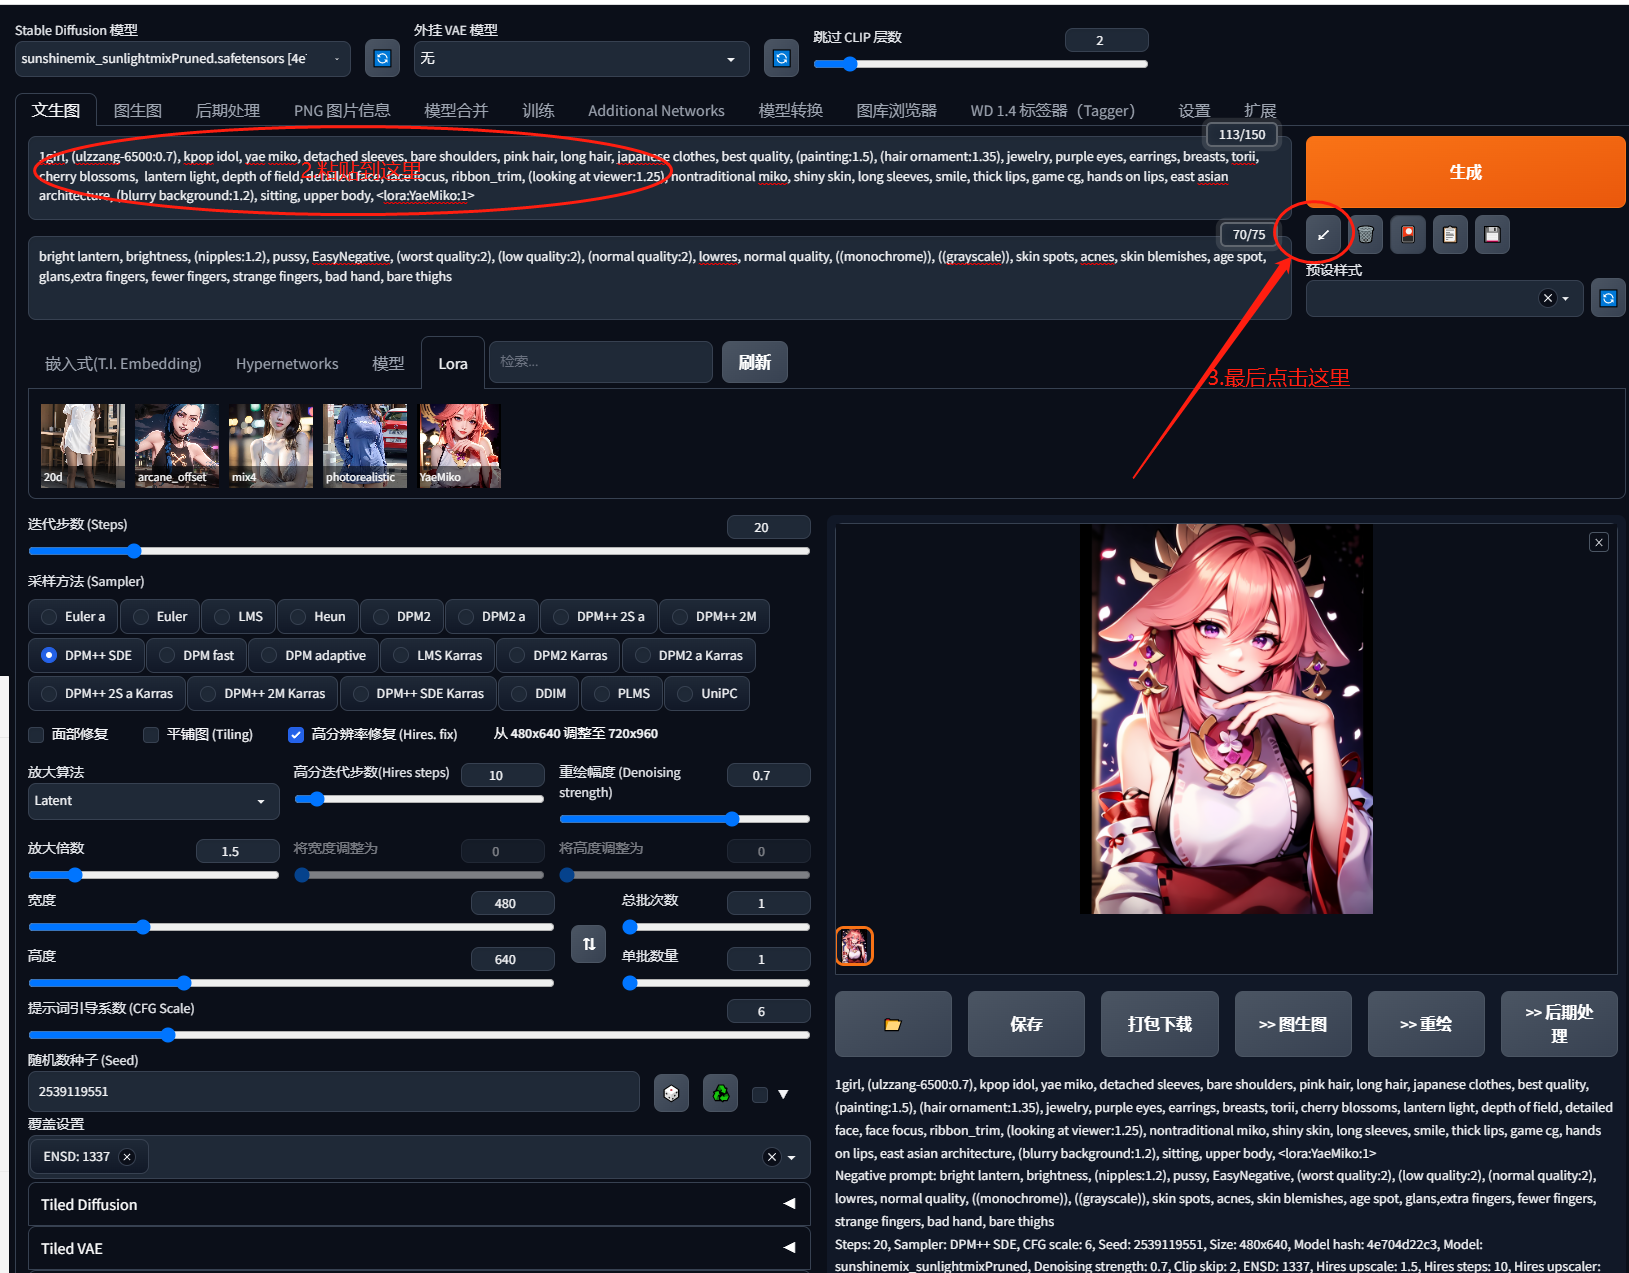 Stable Diffusion 模型
外挂 VAE 模型
跳过 CLIP 层数
2
sunshinemix_sunlightmixPruned.safetensors [4e
无
文生图
图生图
后期处理
PNG 图片信息
模型合并
训练
Additional Networks
模型转换
图库浏览器
WD 1.4 标签器（Tagger）
设置
扩展
113/150
1girl, (ulzzang-6500:0.7), kpop idol, yae miko, detached sleeves, bare shoulders, pink hair, long hair, japanese clothes, best quality, (painting:1.5), (hair ornament:1.35), jewelry, purple eyes, earrings, breasts, torii,
cherry blossoms, lantern light, depth of field, detailed face, face focus, ribbon_trim, (looking at viewer:1.25), nontraditional miko, shiny skin, long sleeves, smile, thick lips, game cg, hands on lips, east asian
architecture, (blurry background:1.2), sitting, upper body, <lora:YaeMiko:1>
2.粘贴到这里
生成
70/75
bright lantern, brightness, (nipples:1.2), pussy, EasyNegative, (worst quality:2), (low quality:2), (normal quality:2), lowres, normal quality, ((monochrome)), ((grayscale)), skin spots, acnes, skin blemishes, age spot,
glans,extra fingers, fewer fingers, strange fingers, bad hand, bare thighs
预设样式
3.最后点击这里
嵌入式(T.I. Embedding)
Hypernetworks
模型
Lora
检索...
刷新
20d
arcane_offset
mix4
photorealistic
YaeMiko
迭代步数 (Steps)
20
采样方法 (Sampler)
Euler a
Euler
LMS
Heun
DPM2
DPM2 a
DPM++ 2S a
DPM++ 2M
DPM++ SDE
DPM fast
DPM adaptive
LMS Karras
DPM2 Karras
DPM2 a Karras
DPM++ 2S a Karras
DPM++ 2M Karras
DPM++ SDE Karras
DDIM
PLMS
UniPC
面部修复
平铺图 (Tiling)
高分辨率修复 (Hires. fix)
从 480x640 调整至 720x960
放大算法
Latent
高分迭代步数(Hires steps)
10
重绘幅度 (Denoising
strength)
0.7
放大倍数
1.5
将宽度调整为
0
将高度调整为
0
宽度
480
总批次数
1
高度
640
单批数量
1
提示词引导系数 (CFG Scale)
6
随机数种子 (Seed)
2539119551
覆盖设置
ENSD: 1337
Tiled Diffusion
Tiled VAE
保存
打包下载
>> 图生图
>> 重绘
>> 后期处
理
1girl, (ulzzang-6500:0.7), kpop idol, yae miko, detached sleeves, bare shoulders, pink hair, long hair, japanese clothes, best quality,
(painting:1.5), (hair ornament:1.35), jewelry, purple eyes, earrings, breasts, torii, cherry blossoms, lantern light, depth of field, detailed
face, face focus, ribbon_trim, (looking at viewer:1.25), nontraditional miko, shiny skin, long sleeves, smile, thick lips, game cg, hands
on lips, east asian architecture, (blurry background:1.2), sitting, upper body, <lora:YaeMiko:1>
Negative prompt: bright lantern, brightness, (nipples:1.2), pussy, EasyNegative, (worst quality:2), (low quality:2), (normal quality:2),
lowres, normal quality, ((monochrome)), ((grayscale)), skin spots, acnes, skin blemishes, age spot, glans,extra fingers, fewer fingers,
strange fingers, bad hand, bare thighs
Steps: 20, Sampler: DPM++ SDE, CFG scale: 6, Seed: 2539119551, Size: 480x640, Model hash: 4e704d22c3, Model:
sunshinemix_sunlightmixPruned, Denoising strength: 0.7, Clip skip: 2, ENSD: 1337, Hires upscale: 1.5, Hires steps: 10, Hires upscaler: